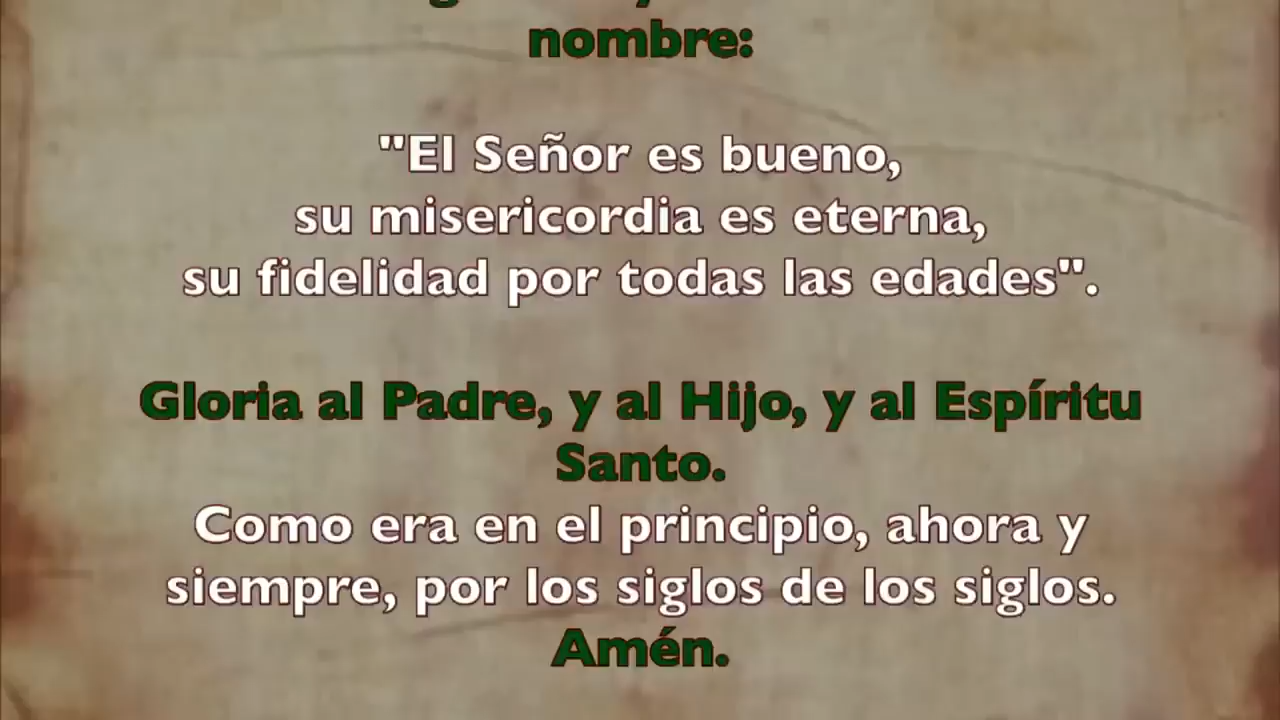 nombre:
"El Señor es bueno,
su misericordia es eterna,
su fidelidad por todas las edades".
Gloria al Padre, y al Hijo, y al Espíritu
Santo.
Como era en el principio, ahora y
siempre, por los siglos de los siglos.
Amén.